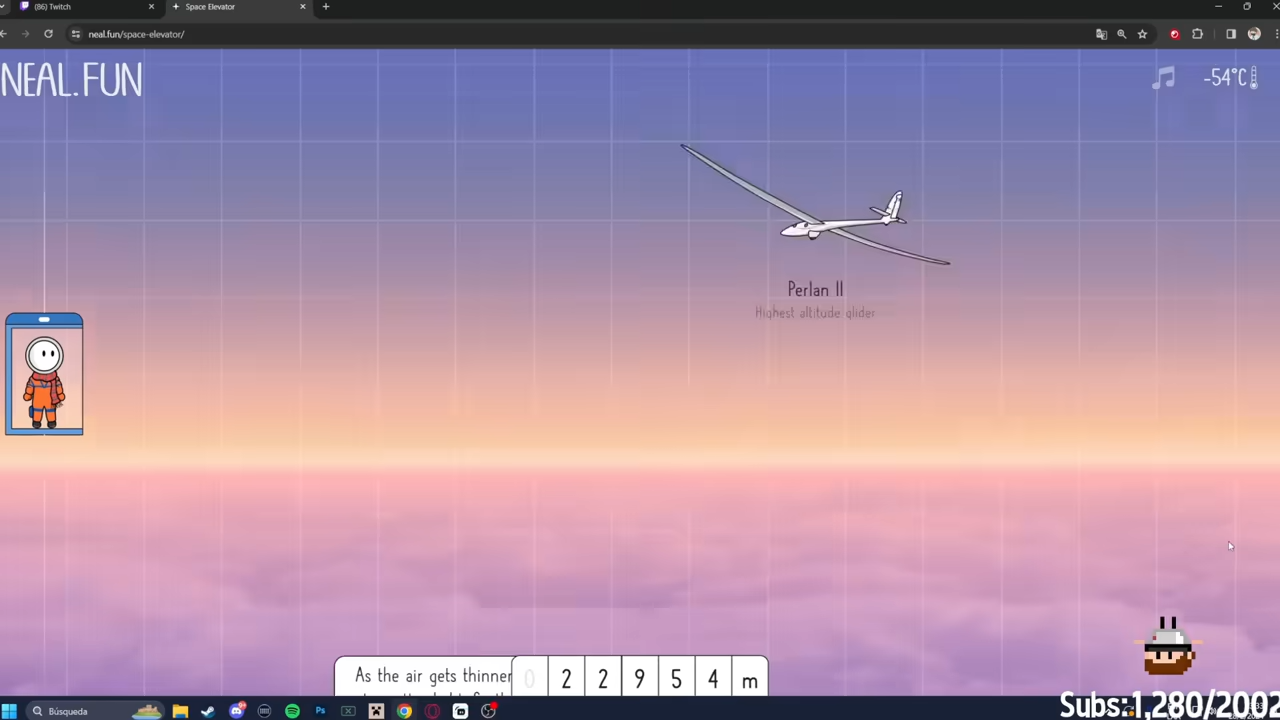 (86) Twitch
Space Elevator
neal.fun/space-elevator/
NEAL.FUN
-54°C
Perlan II
Highest altitude glider
As the air gets thinner
0 2 2 9 5 4 m
Búsqueda
Subs:1,280/2002